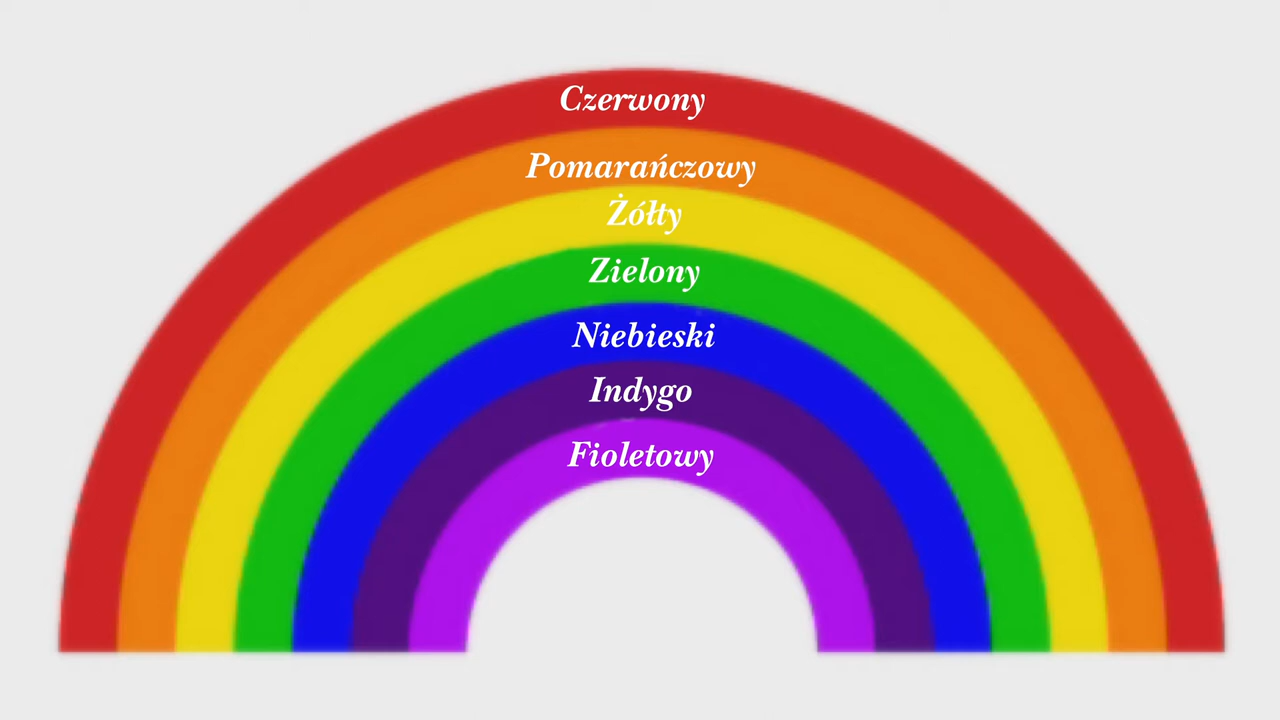 Czerwony
Pomarańczowy
Żółty
Zielony
Niebieski
Indygo
Fioletowy